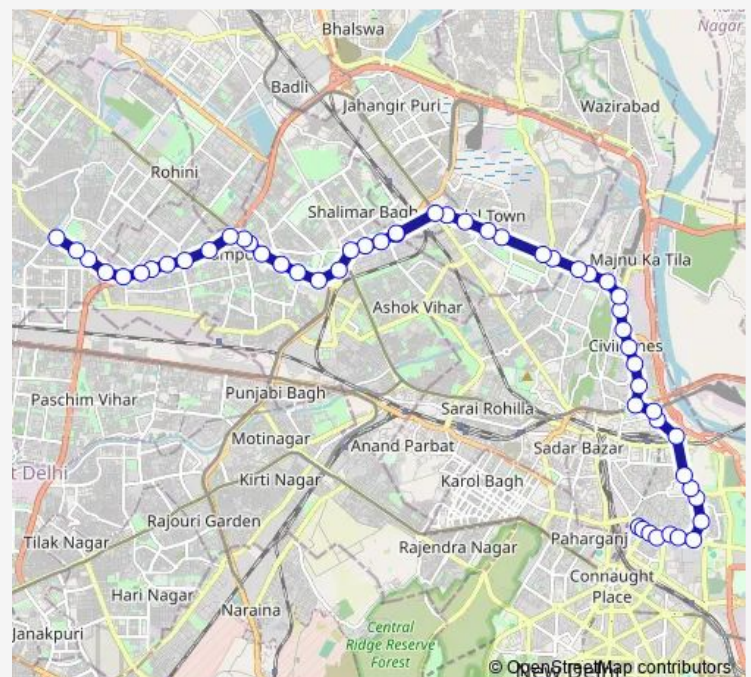 Nagar
Bhalswa
Badli
Jahangir Puri
Wazirabad
Rohini
Shalimar Bagh
Town
Majnu Ka Tila
Ashok Vihar
Paschim Vihar
Punjabi Bagh
Sarai Rohilla
Motinagar
Anand Parbat
Sadar Bazar
t Delhi
Kirti Nagar
Karol Bagh
Rajouri Garden
Tilak Nagar
Rajendra Nagar
Paharganj
Connaught
Place
Hari Nagar
Naraina
Janakpuri
Central
Ridge Reserve
Forest
© OpenStreetMap contributors